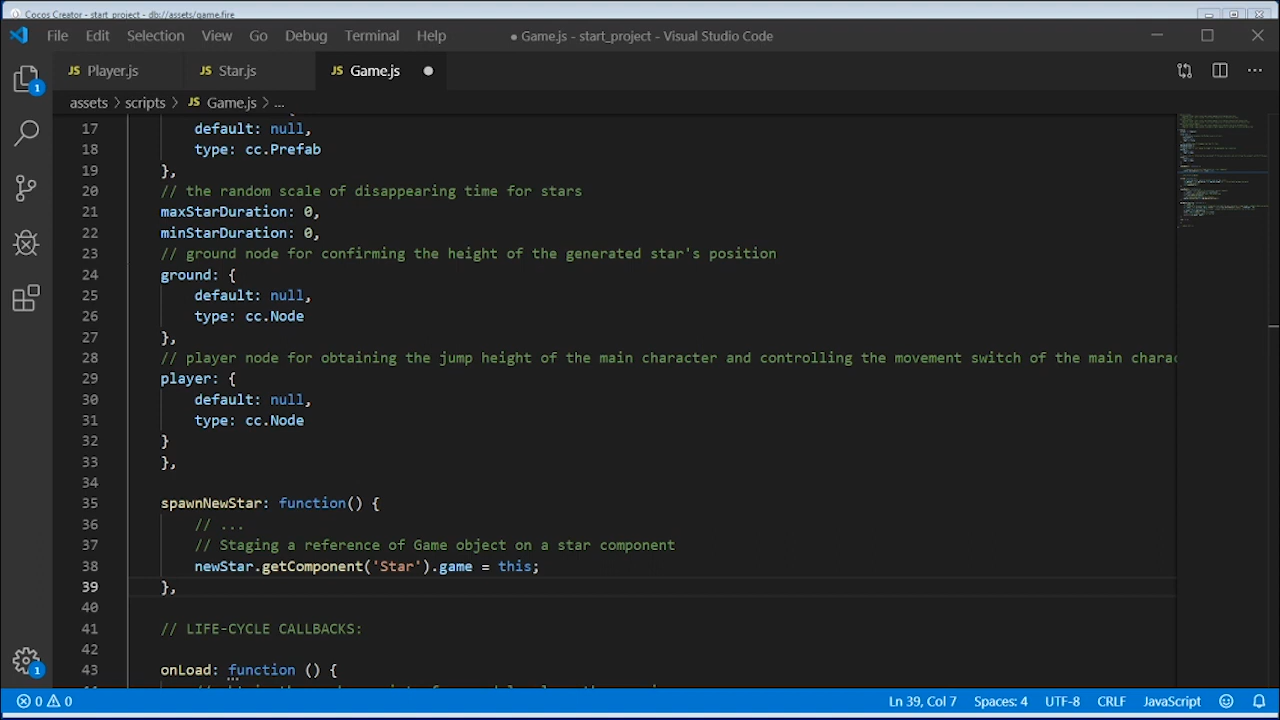 Cocos Creator - start_project - db://assets/game.fire
File Edit Selection View Go Debug Terminal Help ● Game.js - start_project - Visual Studio Code
JS Player.js JS Star.js JS Game.js
assets > scripts > JS Game.js > ...
17 default: null,
18 type: cc.Prefab
19 },
20 // the random scale of disappearing time for stars
21 maxStarDuration: 0,
22 minStarDuration: 0,
23 // ground node for confirming the height of the generated star's position
24 ground: {
25 default: null,
26 type: cc.Node
27 },
28 // player node for obtaining the jump height of the main character and controlling the movement switch of the main charac
29 player: {
30 default: null,
31 type: cc.Node
32 }
33 },
34
35 spawnNewStar: function() {
36 // ...
37 // Staging a reference of Game object on a star component
38 newStar.getComponent('Star').game = this;
39 },
40
41 // LIFE-CYCLE CALLBACKS:
42
43 onLoad: function () {
1
1
0 0 Ln 39, Col 7 Spaces: 4 UTF-8 CRLF JavaScript